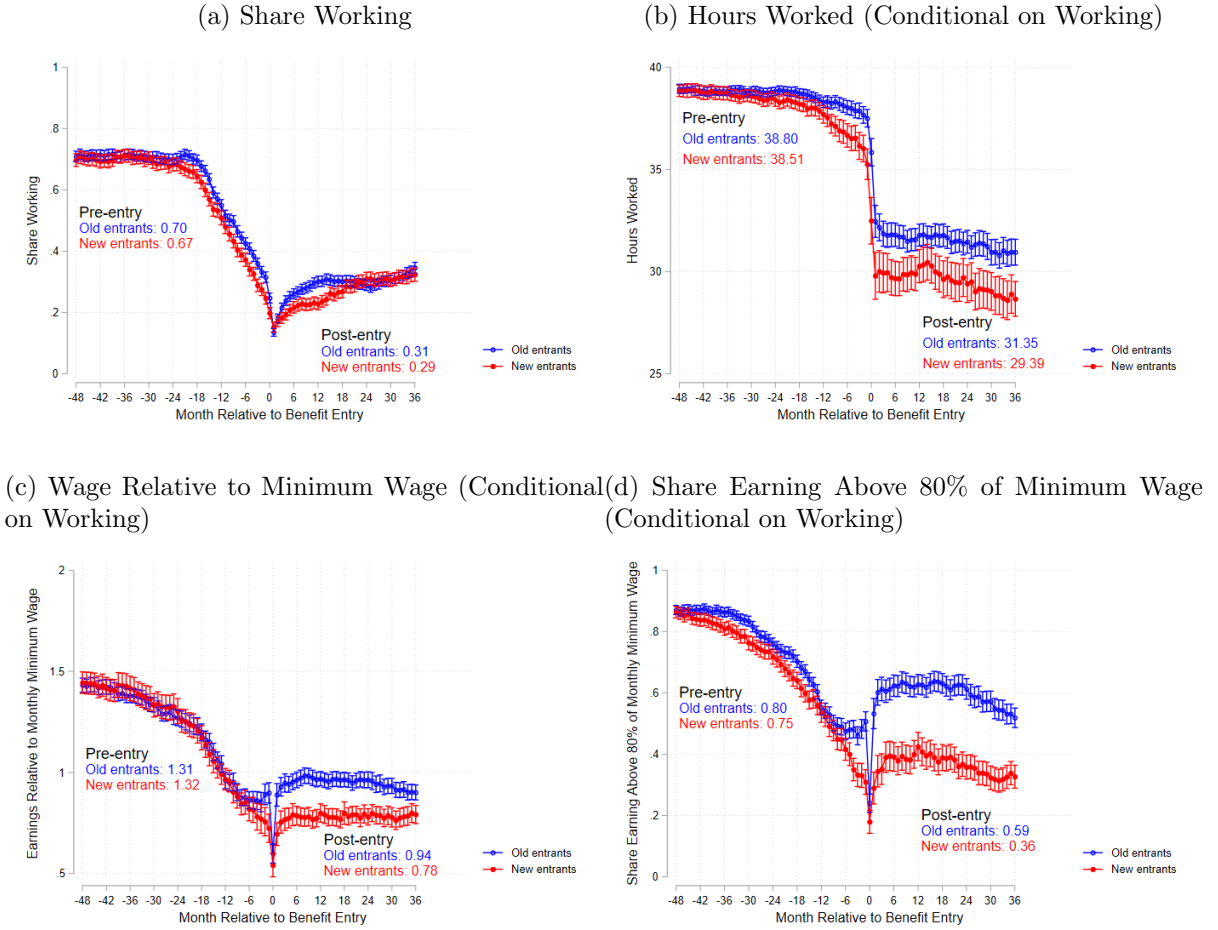 (a) Share Working
1
.8
.6
.4
.2
0
Share Working
Pre-entry
Old entrants: 0.70
New entrants: 0.67
Post-entry
Old entrants: 0.31
New entrants: 0.29
Old entrants
New entrants
-48 -42 -36 -30 -24 -18 -12 -6 0 6 12 18 24 30 36
Month Relative to Benefit Entry
(b) Hours Worked (Conditional on Working)
40
35
30
25
Hours Worked
Pre-entry
Old entrants: 38.80
New entrants: 38.51
Post-entry
Old entrants: 31.35
New entrants: 29.39
Old entrants
New entrants
-48 -42 -36 -30 -24 -18 -12 -6 0 6 12 18 24 30 36
Month Relative to Benefit Entry
(c) Wage Relative to Minimum Wage (Conditional
on Working)
2
1.5
1
.5
Earnings Relative to Monthly Minimum Wage
Pre-entry
Old entrants: 1.31
New entrants: 1.32
Post-entry
Old entrants: 0.94
New entrants: 0.78
Old entrants
New entrants
-48 -42 -36 -30 -24 -18 -12 -6 0 6 12 18 24 30 36
Month Relative to Benefit Entry
(d) Share Earning Above 80% of Minimum Wage
(Conditional on Working)
1
.8
.6
.4
.2
0
Share Earning Above 80% of Monthly Minimum Wage
Pre-entry
Old entrants: 0.80
New entrants: 0.75
Post-entry
Old entrants: 0.59
New entrants: 0.36
Old entrants
New entrants
-48 -42 -36 -30 -24 -18 -12 -6 0 6 12 18 24 30 36
Month Relative to Benefit Entry